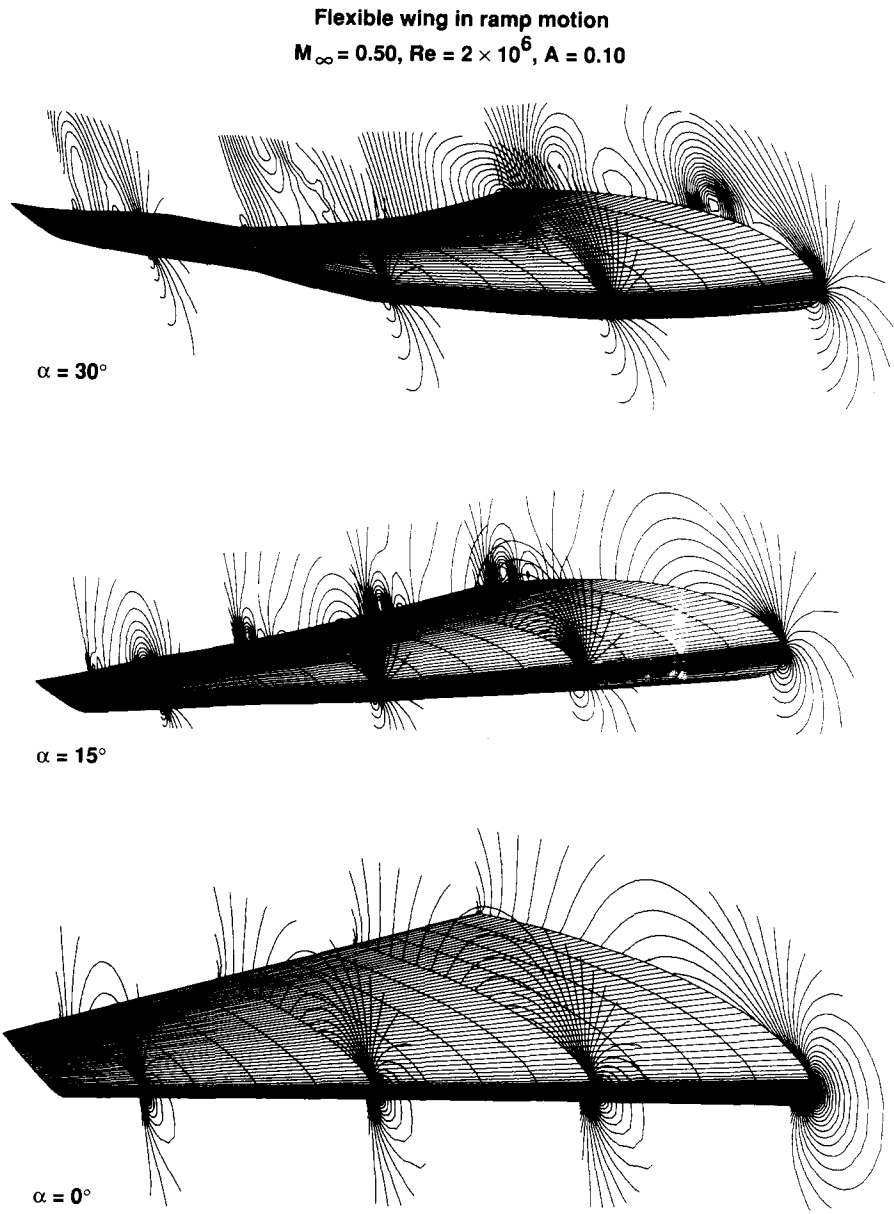 Flexible wing in ramp motion
M∞ = 0.50, Re = 2 × 10⁶, A = 0.10
α = 30°
α = 15°
α = 0°